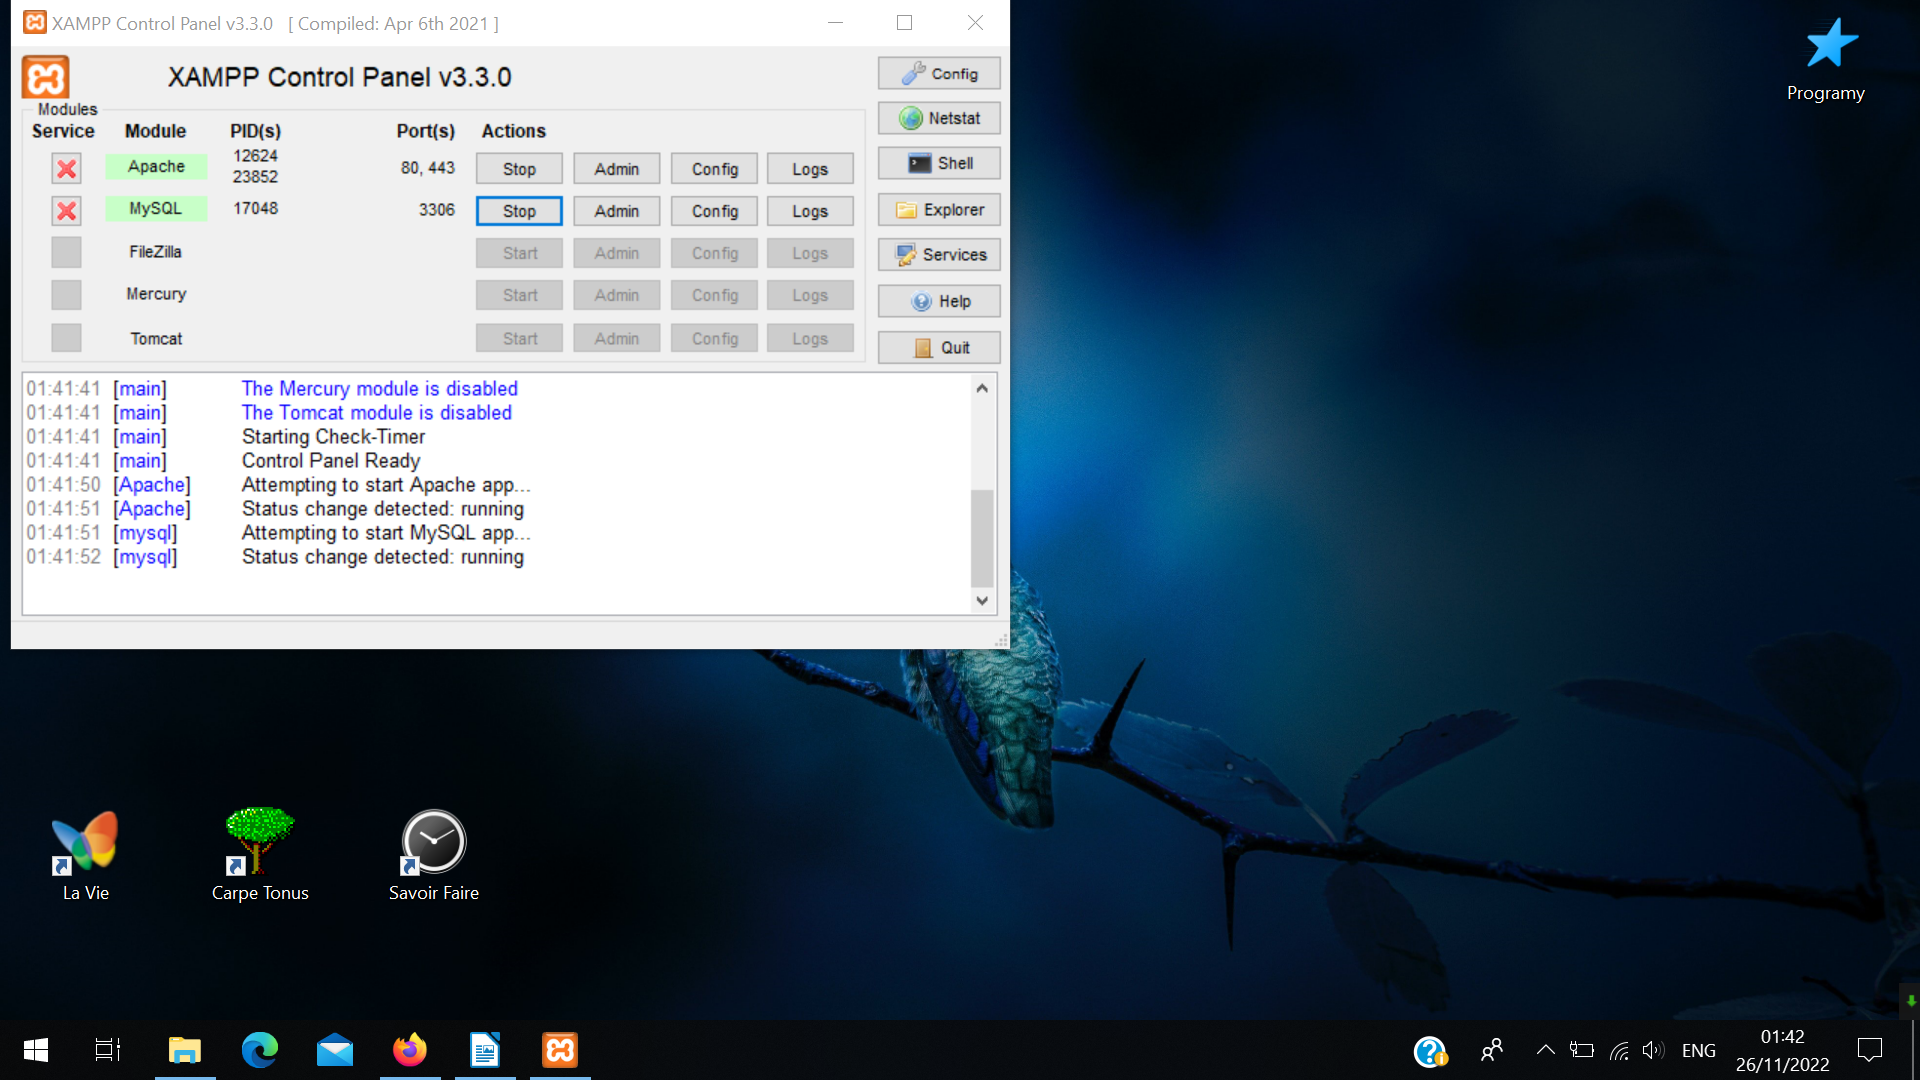 XAMPP Control Panel v3.3.0 [ Compiled: Apr 6th 2021 ]
XAMPP Control Panel v3.3.0
Modules
Service Module PID(s) Port(s) Actions
Apache 12624 23852 80, 443 Stop Admin Config Logs
MySQL 17048 3306 Stop Admin Config Logs
FileZilla Start Admin Config Logs
Mercury Start Admin Config Logs
Tomcat Start Admin Config Logs
Config
Netstat
Shell
Explorer
Services
Help
Quit
01:41:41 [main] The Mercury module is disabled
01:41:41 [main] The Tomcat module is disabled
01:41:41 [main] Starting Check-Timer
01:41:41 [main] Control Panel Ready
01:41:50 [Apache] Attempting to start Apache app...
01:41:51 [Apache] Status change detected: running
01:41:51 [mysql] Attempting to start MySQL app...
01:41:52 [mysql] Status change detected: running
Programy
La Vie
Carpe Tonus
Savoir Faire
ENG
01:42
26/11/2022